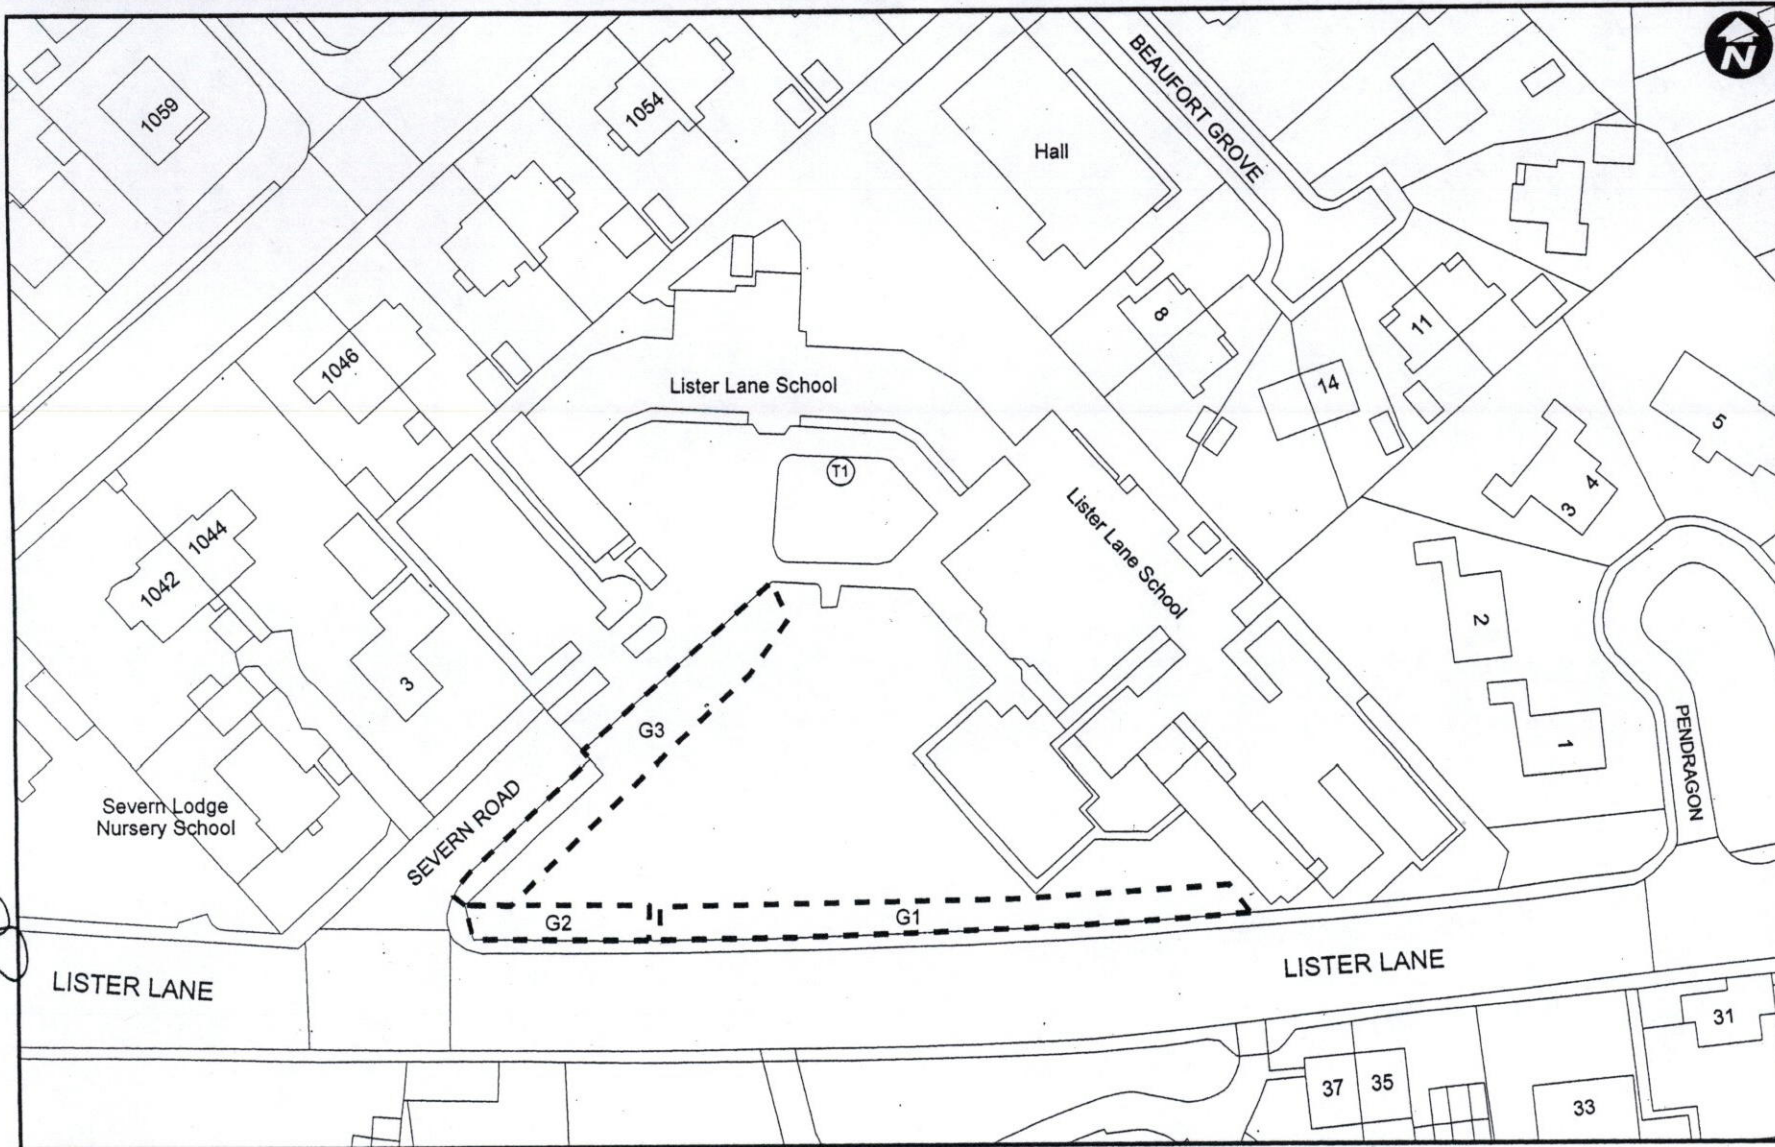 N
1059
1054
BEAUFORT GROVE
Hall
8
11
14
5
1046
Lister Lane School
T1
3
4
1044
1042
Lister Lane School
2
3
G3
PENDRAGON
1
Severn Lodge
Nursery School
SEVERN ROAD
G2
G1
LISTER LANE
LISTER LANE
31
37
35
33